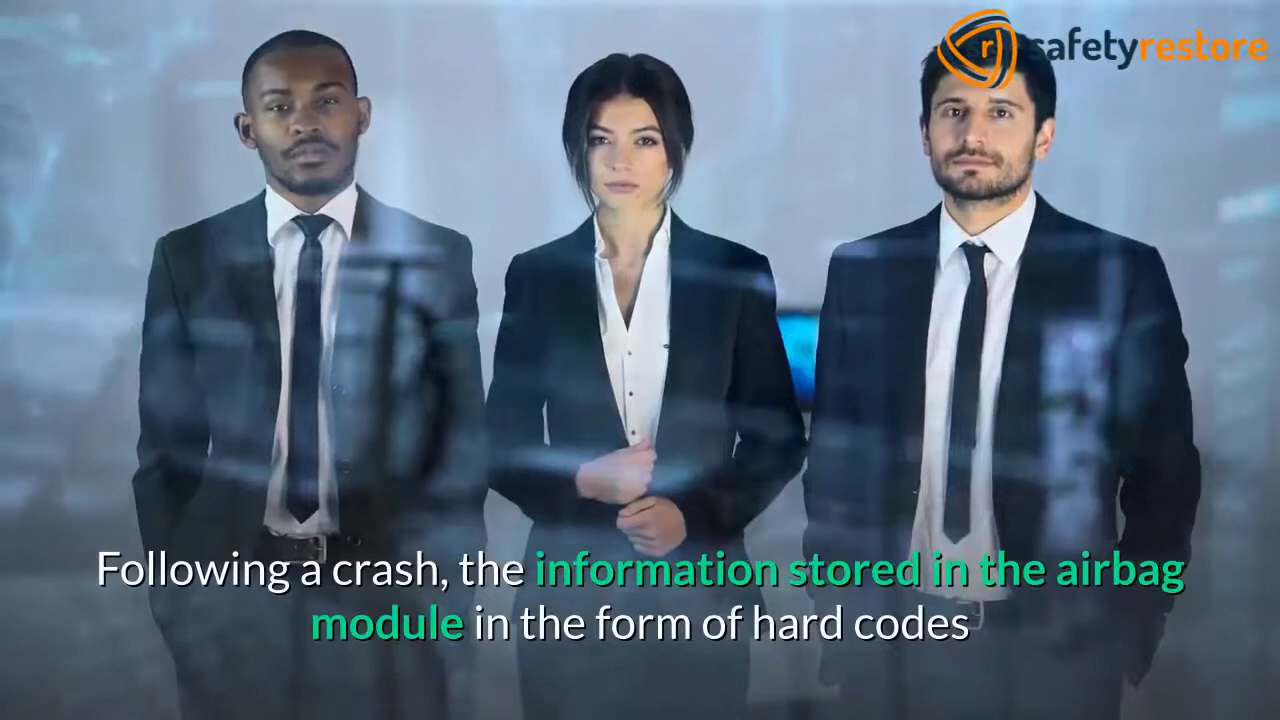 safetyrestore
Following a crash, the information stored in the airbag
module in the form of hard codes